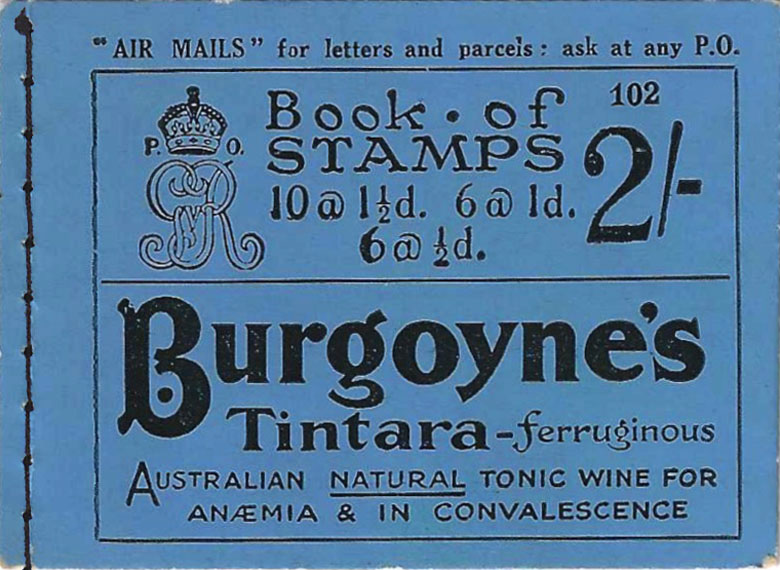 "AIR MAILS" for letters and parcels: ask at any P.O.
Book · of 102
P. O.
GRI
STAMPS 2/-
10 @ 1½d. 6 @ 1d.
6 @ ½d.
Burgoyne's
Tintara-ferruginous
AUSTRALIAN NATURAL TONIC WINE FOR
ANÆMIA & IN CONVALESCENCE